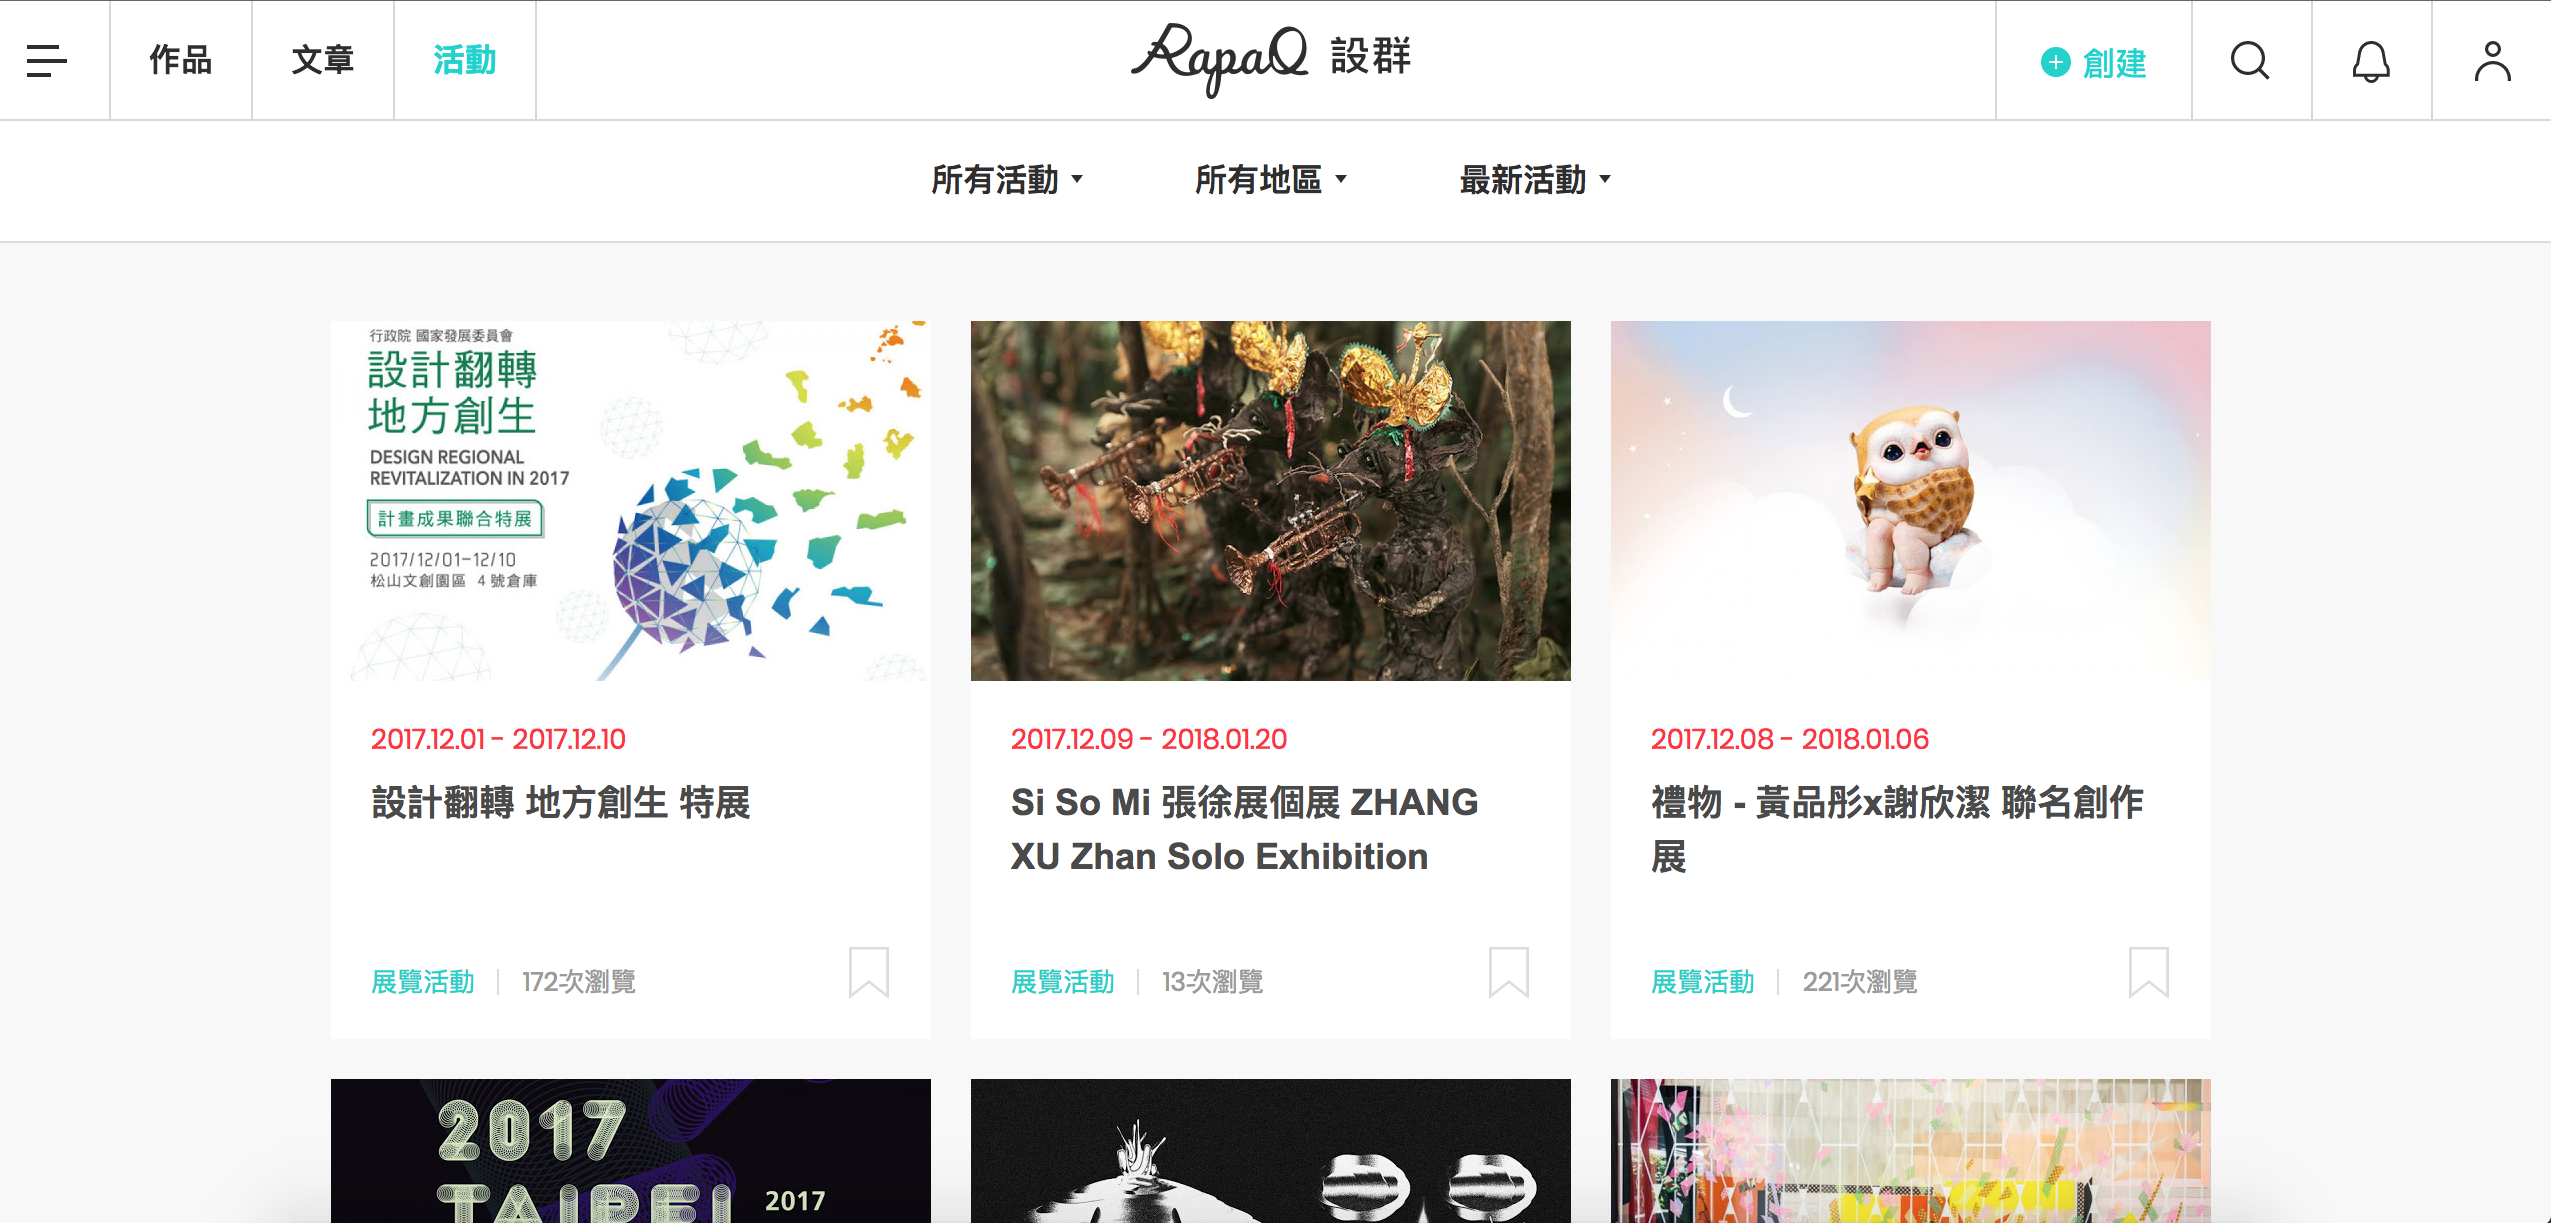 作品
文章
活動
RapaQ 設群
創建
所有活動
所有地區
最新活動
行政院 國家發展委員會
設計翻轉
地方創生
DESIGN REGIONAL
REVITALIZATION IN 2017
計畫成果聯合特展
2017/12/01-12/10
松山文創園區 4號倉庫
2017.12.01 - 2017.12.10
設計翻轉 地方創生 特展
展覽活動
172次瀏覽
2017.12.09 - 2018.01.20
Si So Mi 張徐展個展 ZHANG
XU Zhan Solo Exhibition
展覽活動
13次瀏覽
2017.12.08 - 2018.01.06
禮物 - 黃品彤x謝欣潔 聯名創作
展
展覽活動
221次瀏覽
2017
TAIPEI
2017